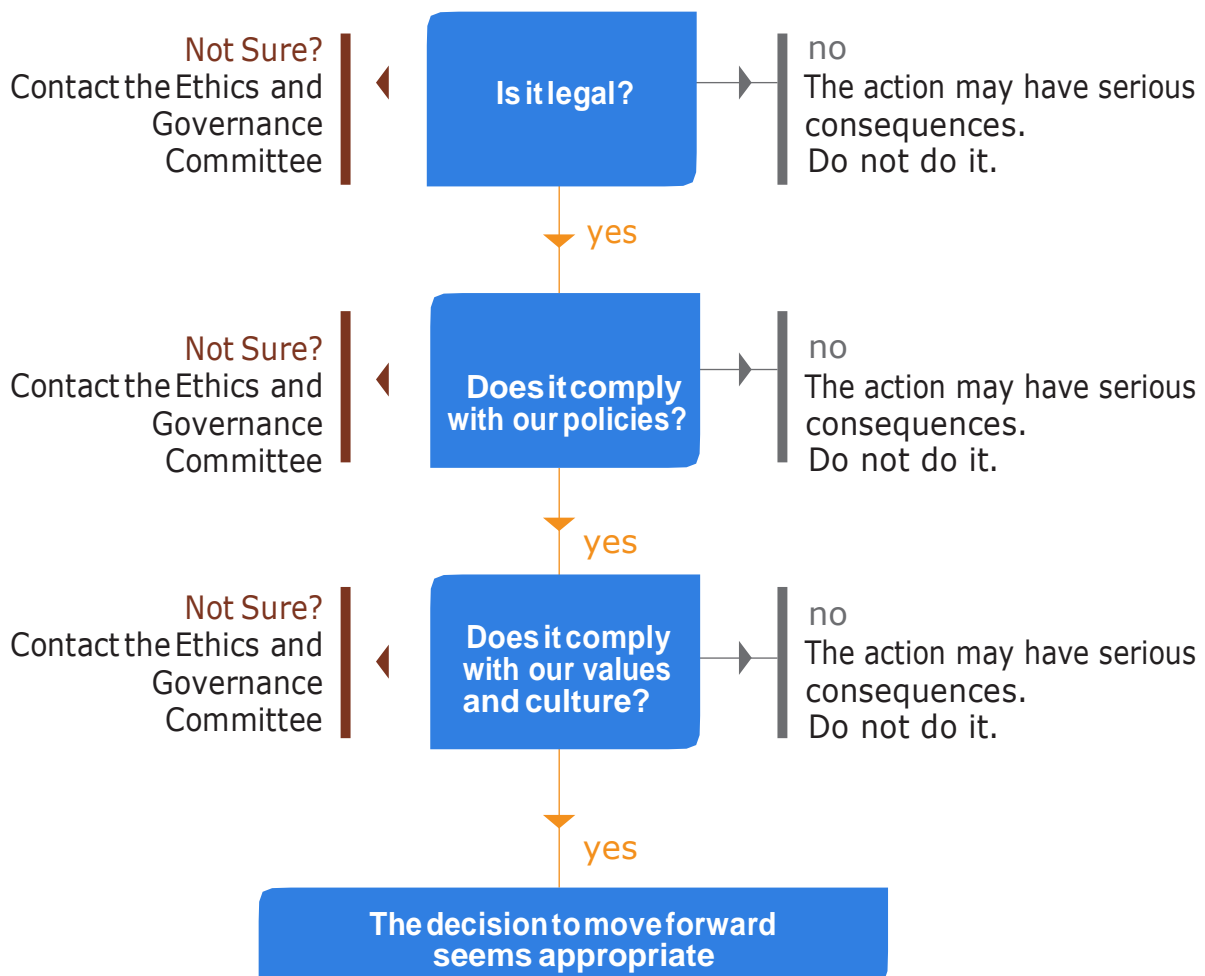 Not Sure?
Contact the Ethics and
Governance
Committee
Is it legal?
no
The action may have serious
consequences.
Do not do it.
yes
Not Sure?
Contact the Ethics and
Governance
Committee
Does it comply
with our policies?
no
The action may have serious
consequences.
Do not do it.
yes
Not Sure?
Contact the Ethics and
Governance
Committee
Does it comply
with our values
and culture?
no
The action may have serious
consequences.
Do not do it.
yes
The decision to move forward
seems appropriate